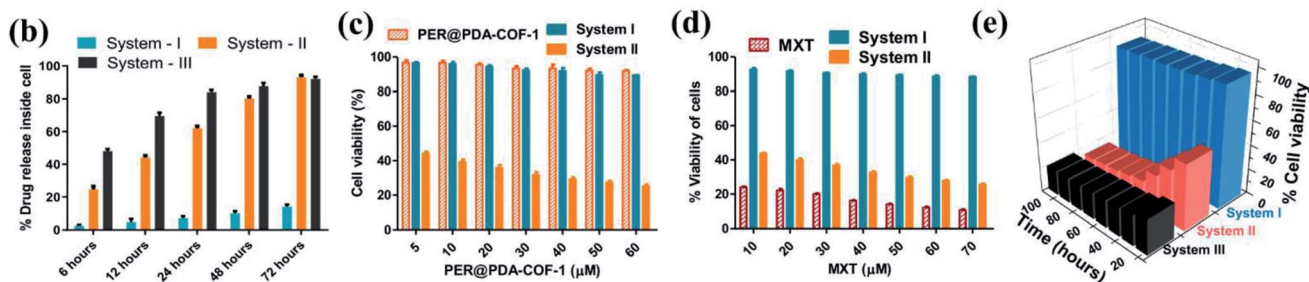 (b)
System - I
System - II
System - III
% Drug release inside cell
100
80
60
40
20
0
6 hours
12 hours
24 hours
48 hours
72 hours
(c)
PER@PDA-COF-1
System I
System II
Cell viability (%)
100
80
60
40
20
0
5
10
20
30
40
50
60
PER@PDA-COF-1 (μM)
(d)
MXT
System I
System II
% Viability of cells
100
80
60
40
20
0
10
20
30
40
50
60
70
MXT (μM)
(e)
100
80
60
40
20
0
% Cell viability
100
80
60
40
20
Time (hours)
System I
System II
System III